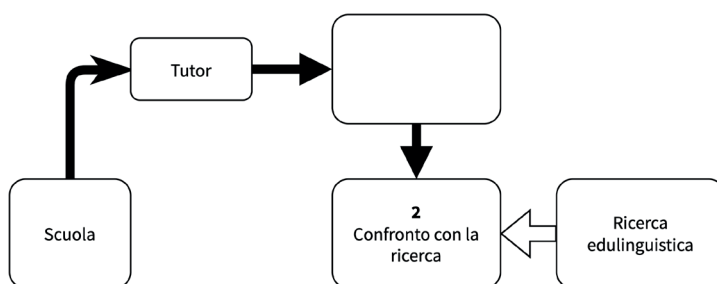 Tutor
Scuola
2
Confronto con la
ricerca
Ricerca
edulinguistica